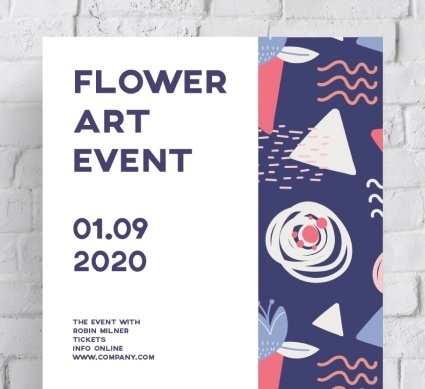 FLOWER
ART
EVENT
01.09
2020
THE EVENT WITH
ROBIN MILNER
TICKETS
INFO ONLINE
WWW.COMPANY.COM